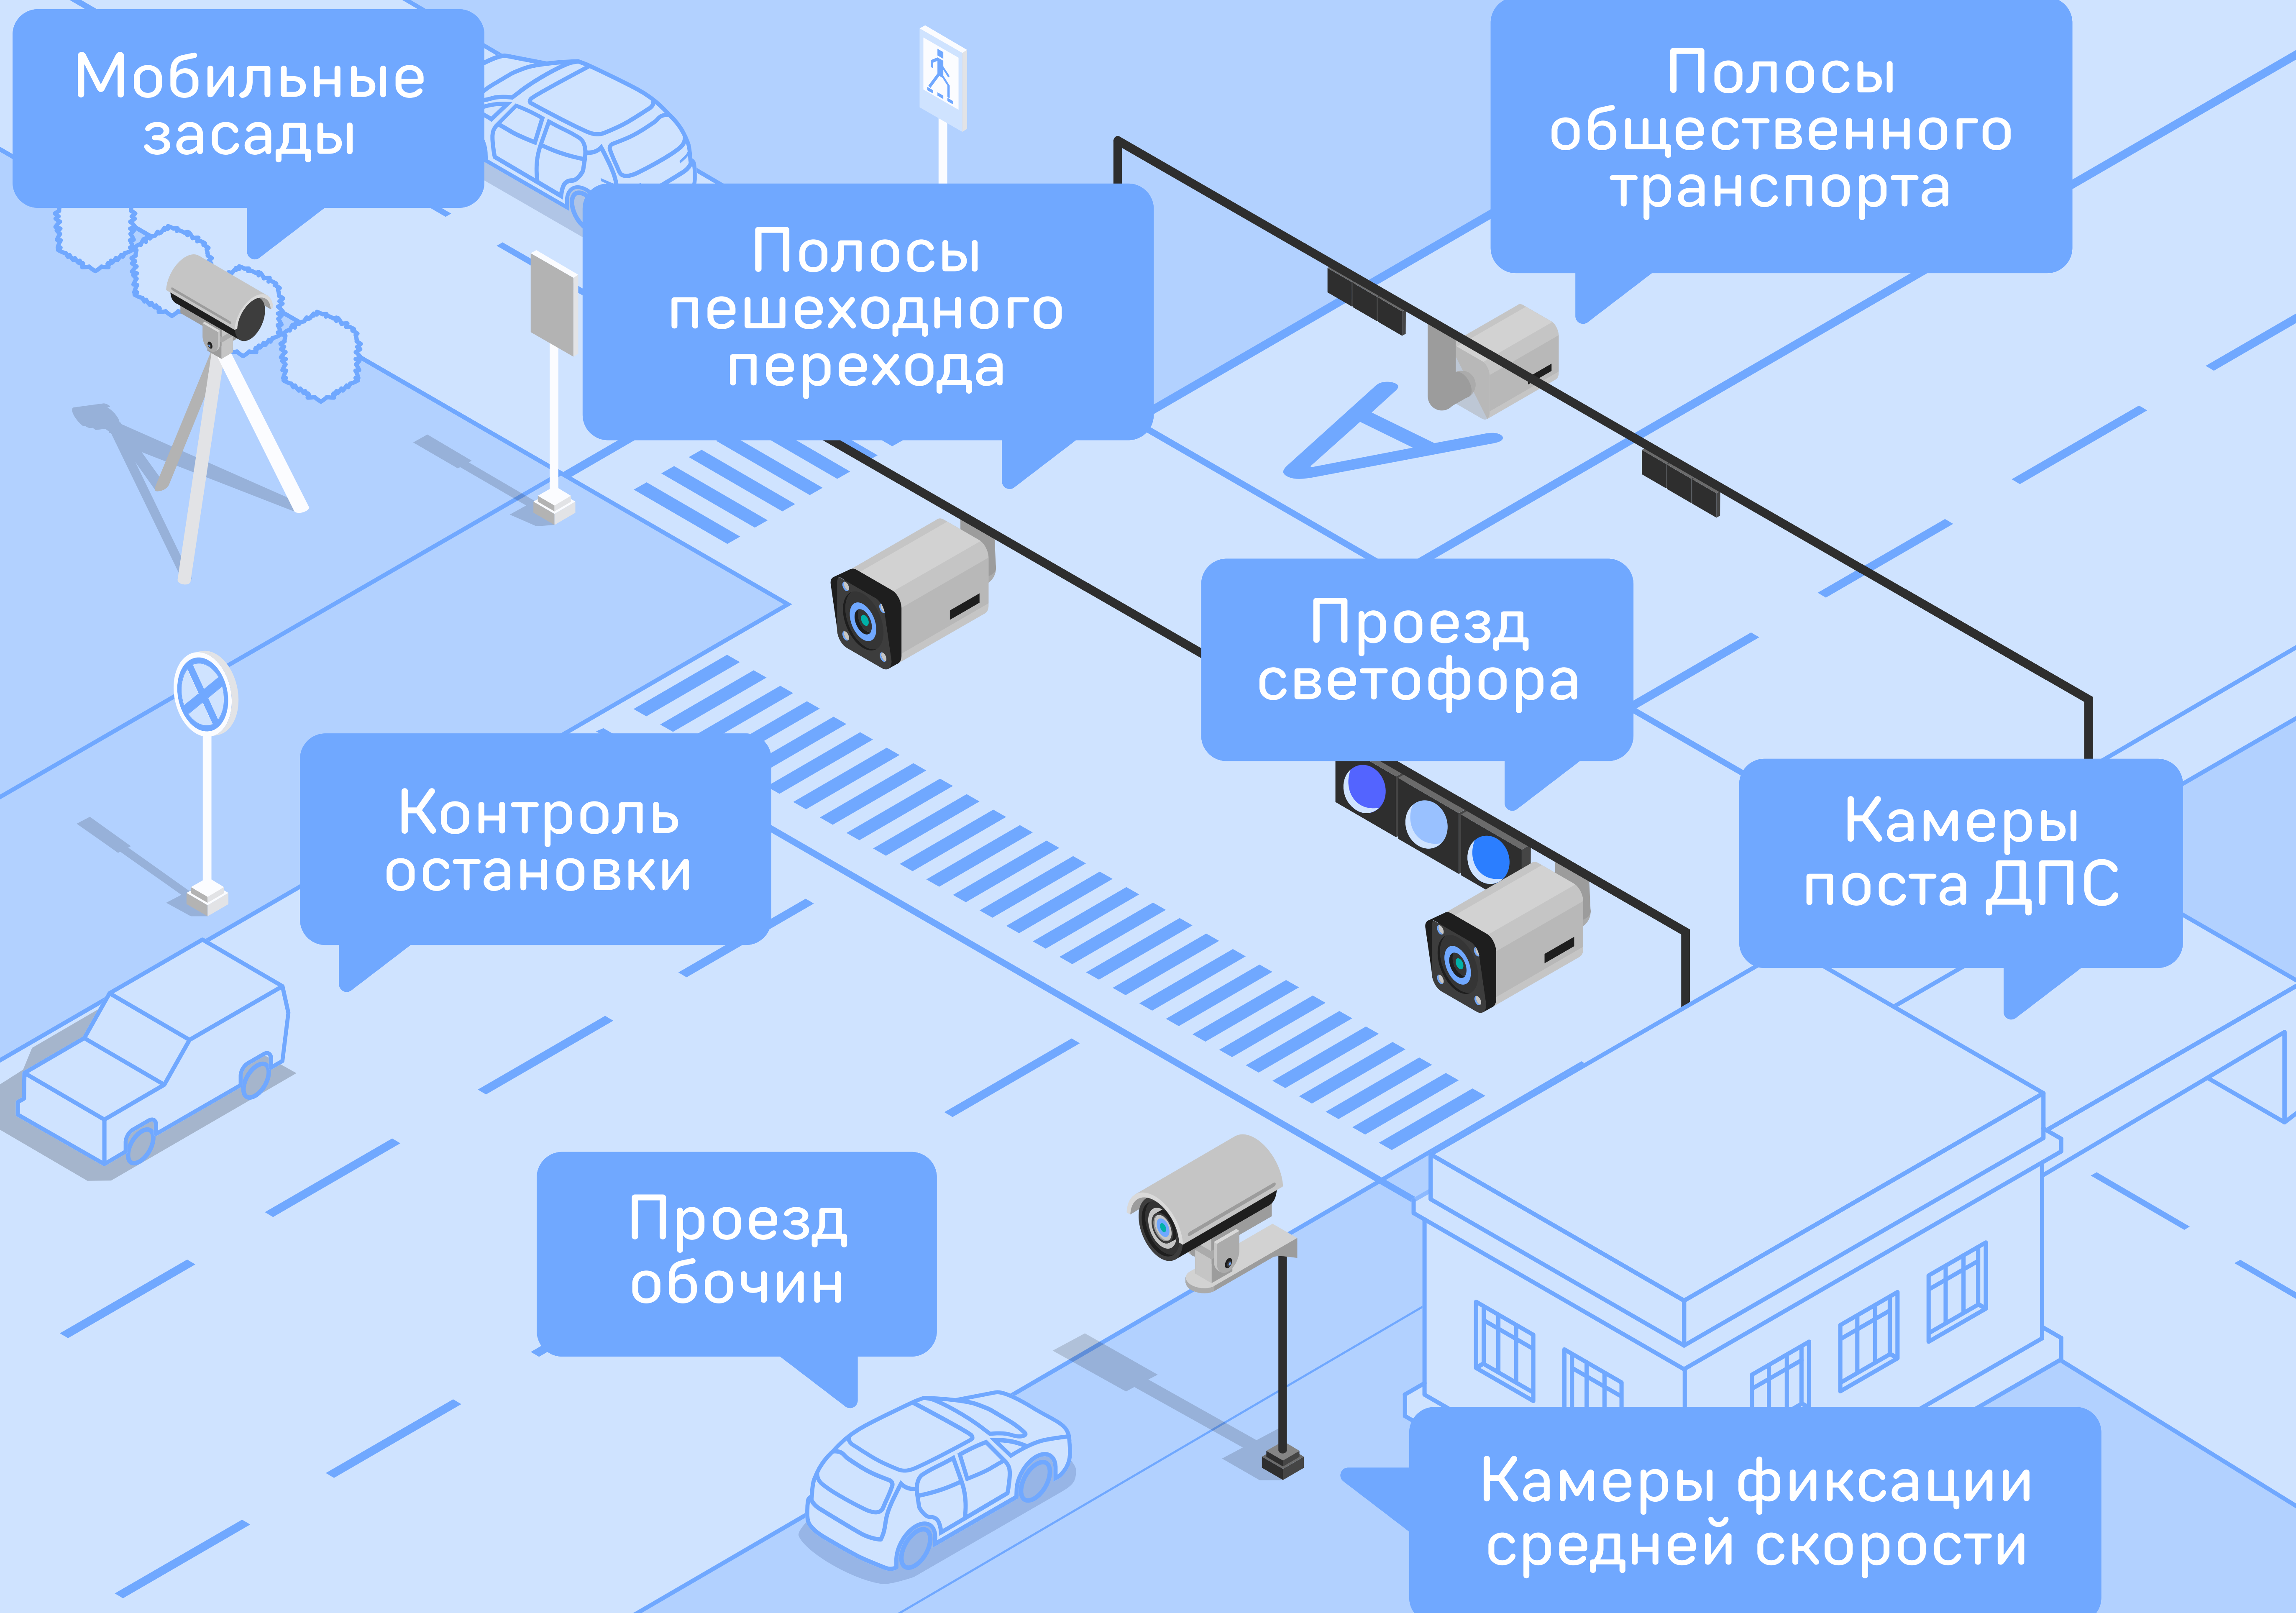 Мобильные
засады
Полосы
общественного
транспорта
Полосы
пешеходного
перехода
A
Проезд
светофора
Контроль
остановки
Камеры
поста ДПС
Проезд
обочин
Камеры фиксации
средней скорости